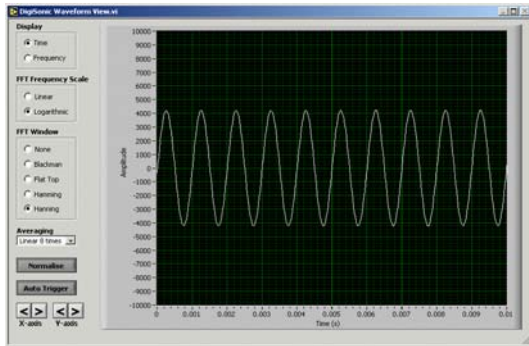 DigiSonic Waveform View.vi
Display
Time
Frequency
FFT Frequency Scale
Linear
Logarithmic
FFT Window
None
Blackman
Flat Top
Hamming
Hanning
Averaging
Linear 8 times
Normalise
Auto Trigger
< > < >
X-axis Y-axis
Amplitude
10000
9000
8000
7000
6000
5000
4000
3000
2000
1000
0
-1000
-2000
-3000
-4000
-5000
-6000
-7000
-8000
-9000
-10000
0 0.001 0.002 0.003 0.004 0.005 0.006 0.007 0.008 0.009 0.01
Time (s)